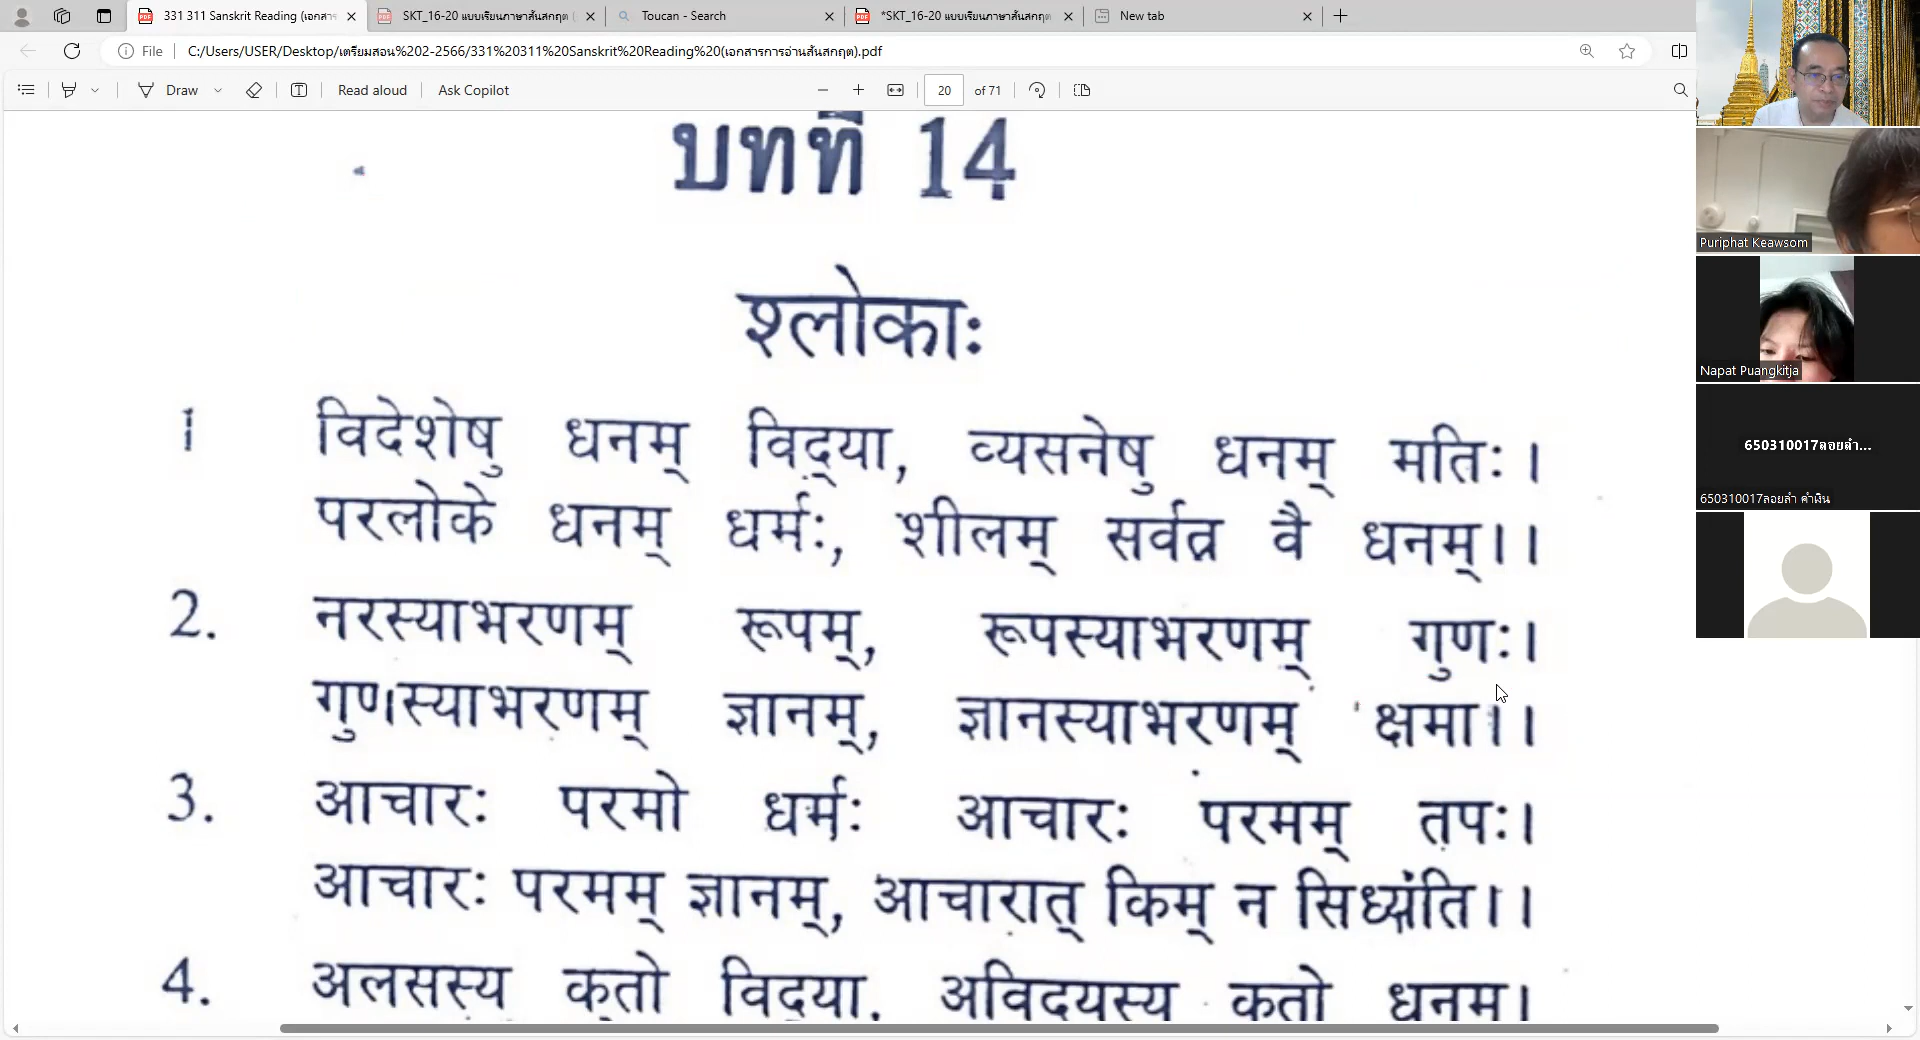 331 311 Sanskrit Reading (เอกสาร
SKT_16-20 แบบเรียนภาษาสันสกฤต
Toucan - Search
*SKT_16-20 แบบเรียนภาษาสันสกฤต
New tab
File C:/Users/USER/Desktop/เตรียมสอน%202-2566/331%20311%20Sanskrit%20Reading%20(เอกสารการอ่านสันสกฤต).pdf
Draw Read aloud Ask Copilot 20 of 71
บทที่ 14
श्लोकाः
1 विदेशेषु धनम् विद्या, व्यसनेषु धनम् मतिः।
परलोके धनम् धर्मः, शीलम् सर्वत्र वै धनम्।।
2. नरस्याभरणम् रूपम्, रूपस्याभरणम् गुणः।
गुणस्याभरणम् ज्ञानम्, ज्ञानस्याभरणम् क्षमा।।
3. आचारः परमो धर्मः आचारः परमम् तपः।
आचारः परमम् ज्ञानम्, आचारात् किम् न सिध्यंति।।
4. अलसस्य कुतो विद्या, अविद्यस्य कुतो धनम्।
Puriphat Keawsom
Napat Puangkitja
650310017ลอยลำ...
650310017ลอยลำ คำผิน